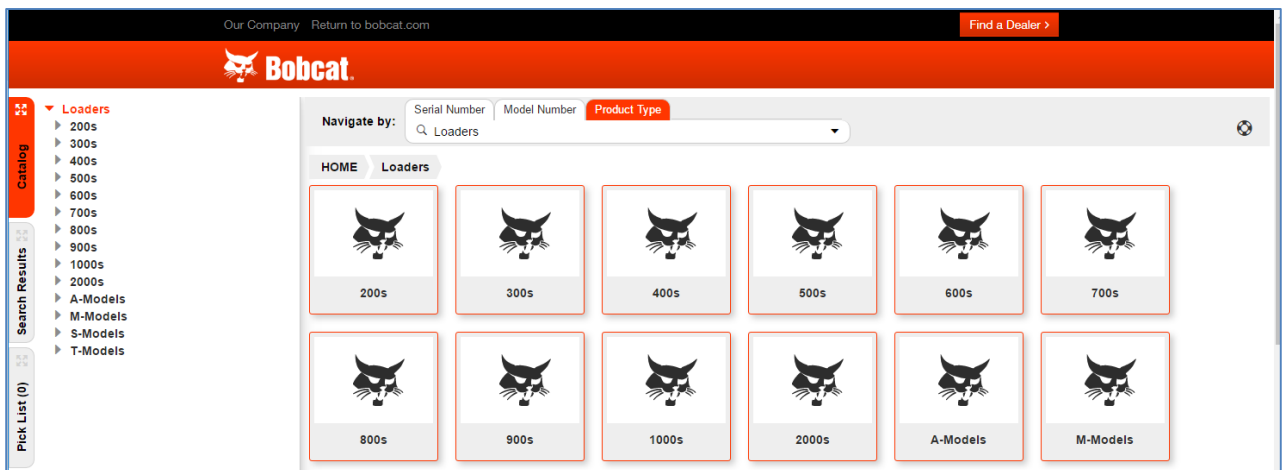 Our Company Return to bobcat.com
Find a Dealer >
Bobcat.
Catalog
Search Results
Pick List (0)
Loaders
200s
300s
400s
500s
600s
700s
800s
900s
1000s
2000s
A-Models
M-Models
S-Models
T-Models
Navigate by:
Serial Number Model Number Product Type
Loaders
HOME Loaders
200s 300s 400s 500s 600s 700s
800s 900s 1000s 2000s A-Models M-Models